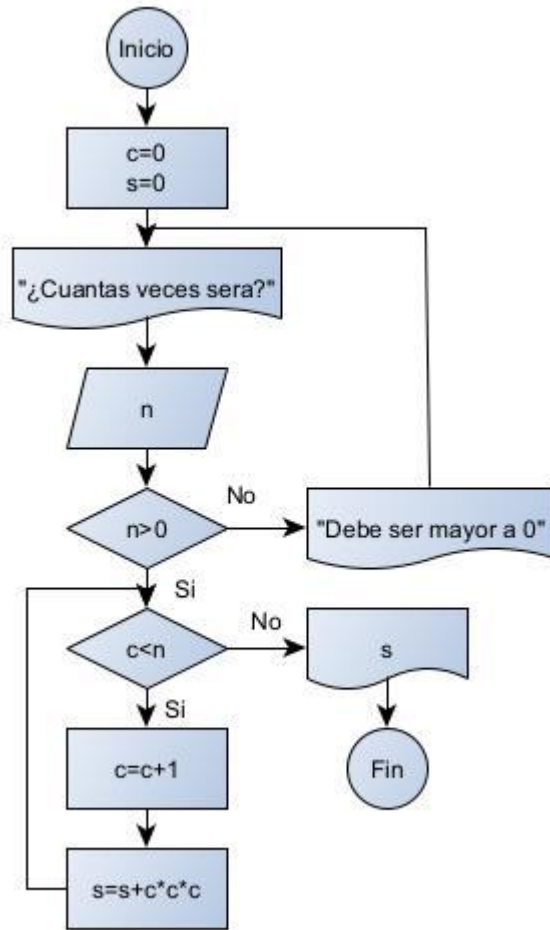 Inicio
c=0
s=0
"¿Cuantas veces sera?"
n
n>0
No
"Debe ser mayor a 0"
Si
c<n
No
s
Si
c=c+1
Fin
s=s+c*c*c